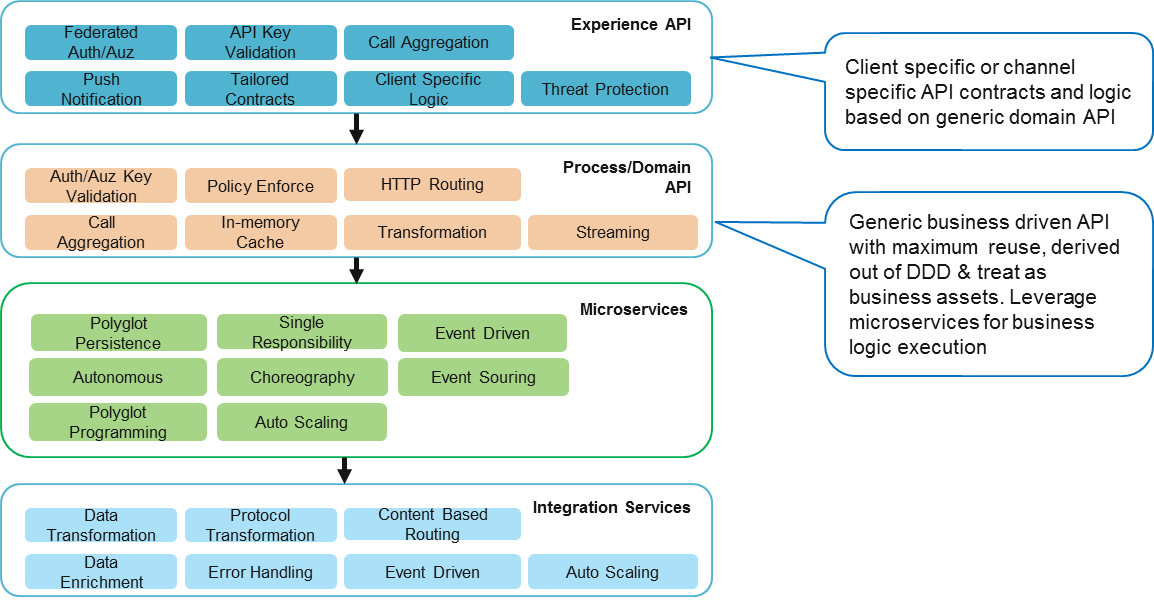 Experience API
Federated
Auth/Auz
API Key
Validation
Call Aggregation
Push
Notification
Tailored
Contracts
Client Specific
Logic
Threat Protection
Client specific or channel
specific API contracts and logic
based on generic domain API
Process/Domain
API
Auth/Auz Key
Validation
Policy Enforce
HTTP Routing
Call
Aggregation
In-memory
Cache
Transformation
Streaming
Generic business driven API
with maximum reuse, derived
out of DDD & treat as
business assets. Leverage
microservices for business
logic execution
Microservices
Polyglot
Persistence
Single
Responsibility
Event Driven
Autonomous
Choreography
Event Souring
Polyglot
Programming
Auto Scaling
Integration Services
Data
Transformation
Protocol
Transformation
Content Based
Routing
Data
Enrichment
Error Handling
Event Driven
Auto Scaling